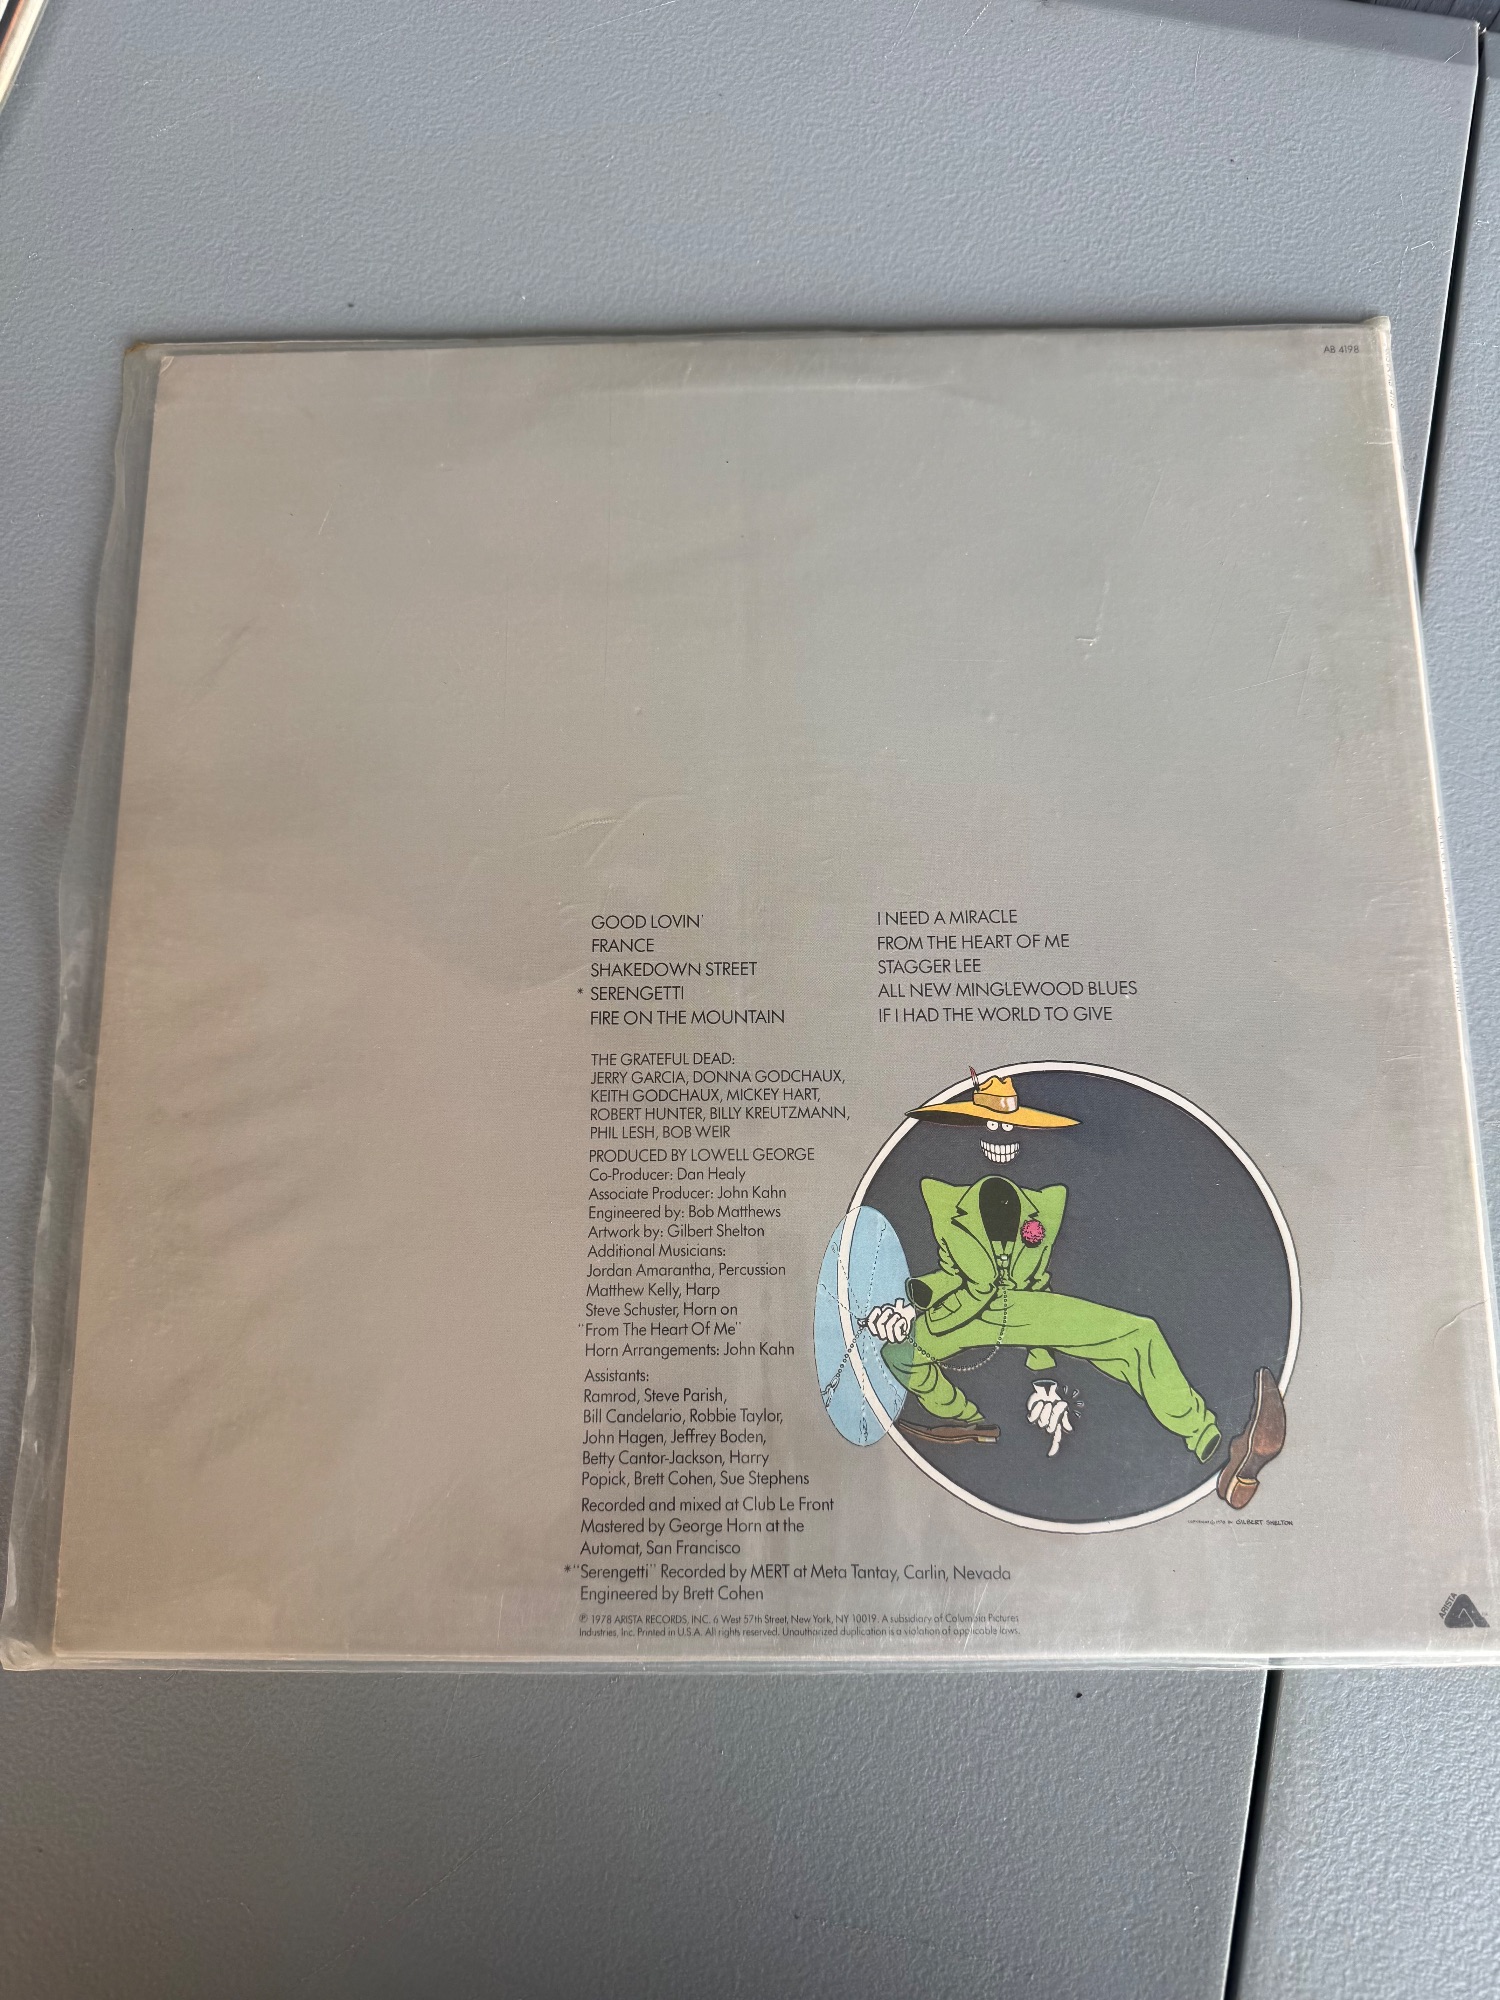 AB 4198
GOOD LOVIN'
FRANCE
SHAKEDOWN STREET
* SERENGETTI
FIRE ON THE MOUNTAIN
I NEED A MIRACLE
FROM THE HEART OF ME
STAGGER LEE
ALL NEW MINGLEWOOD BLUES
IF I HAD THE WORLD TO GIVE
THE GRATEFUL DEAD:
JERRY GARCIA, DONNA GODCHAUX,
KEITH GODCHAUX, MICKEY HART,
ROBERT HUNTER, BILLY KREUTZMANN,
PHIL LESH, BOB WEIR
PRODUCED BY LOWELL GEORGE
Co-Producer: Dan Healy
Associate Producer: John Kahn
Engineered by: Bob Matthews
Artwork by: Gilbert Shelton
Additional Musicians:
Jordan Amarantha, Percussion
Matthew Kelly, Harp
Steve Schuster, Horn on
"From The Heart Of Me"
Horn Arrangements: John Kahn
Assistants:
Ramrod, Steve Parish,
Bill Candelario, Robbie Taylor,
John Hagen, Jeffrey Boden,
Betty Cantor-Jackson, Harry
Popick, Brett Cohen, Sue Stephens
Recorded and mixed at Club Le Front
Mastered by George Horn at the
Automat, San Francisco
*"Serengetti" Recorded by MERT at Meta Tantay, Carlin, Nevada
Engineered by Brett Cohen
℗ 1978 ARISTA RECORDS, INC. 6 West 57th Street, New York, NY 10019. A subsidiary of Columbia Pictures
Industries, Inc. Printed in U.S.A. All rights reserved. Unauthorized duplication is a violation of applicable laws.
GILBERT SHELTON
ARISTA